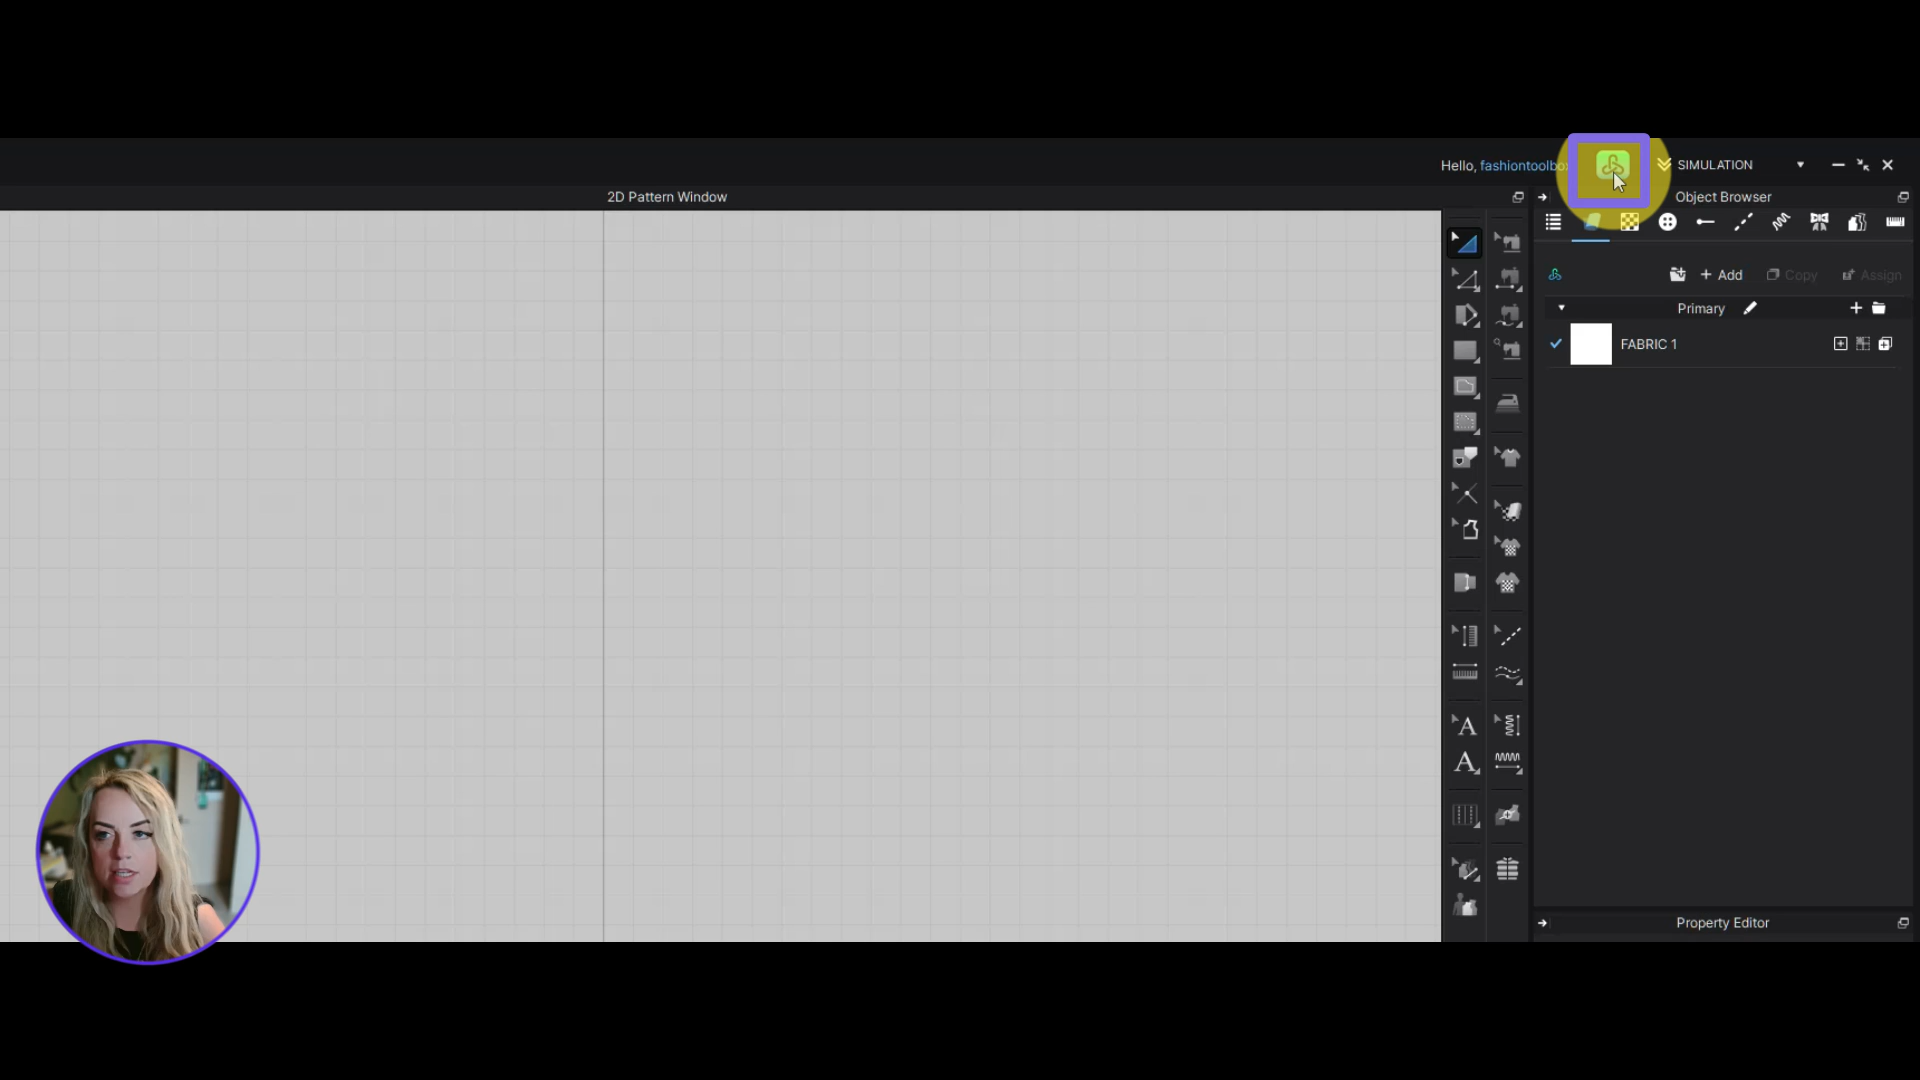 Hello, fashiontoolbo
SIMULATION
2D Pattern Window
Object Browser
+ Add
Copy
Assign
Primary
FABRIC 1
A
A
Property Editor